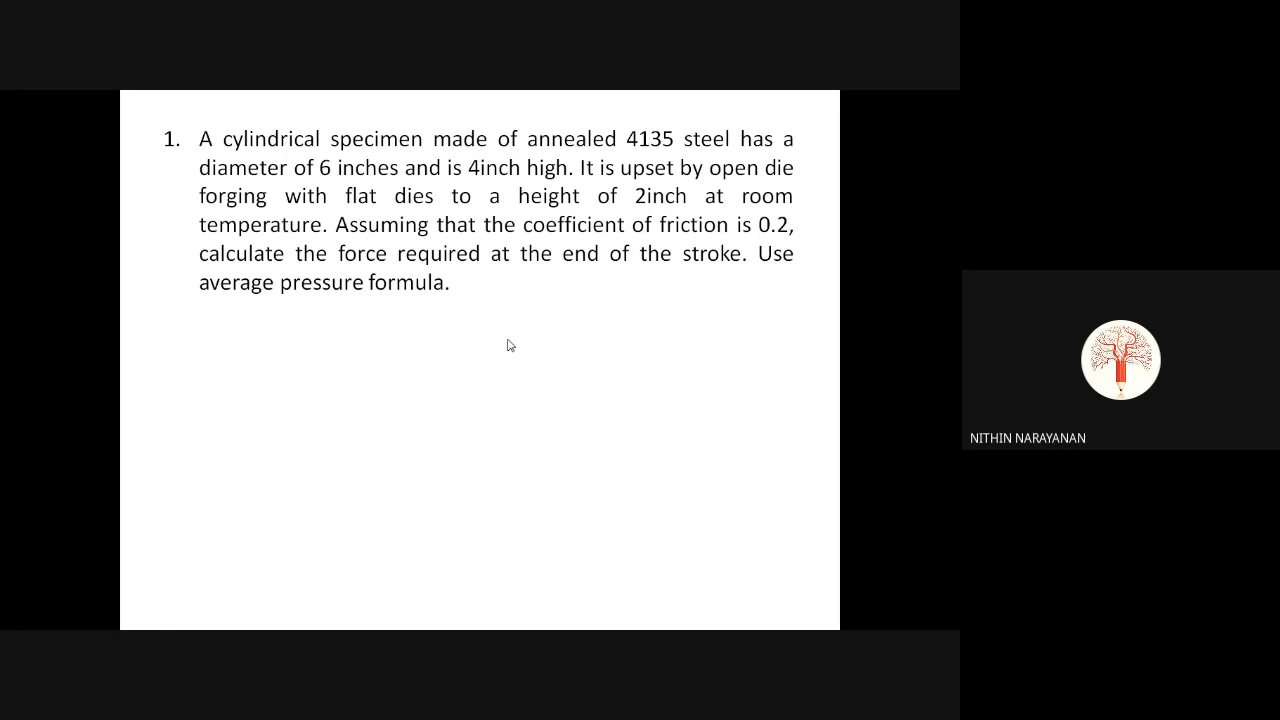 1. A cylindrical specimen made of annealed 4135 steel has a
diameter of 6 inches and is 4inch high. It is upset by open die
forging with flat dies to a height of 2inch at room
temperature. Assuming that the coefficient of friction is 0.2,
calculate the force required at the end of the stroke. Use
average pressure formula.
NITHIN NARAYANAN